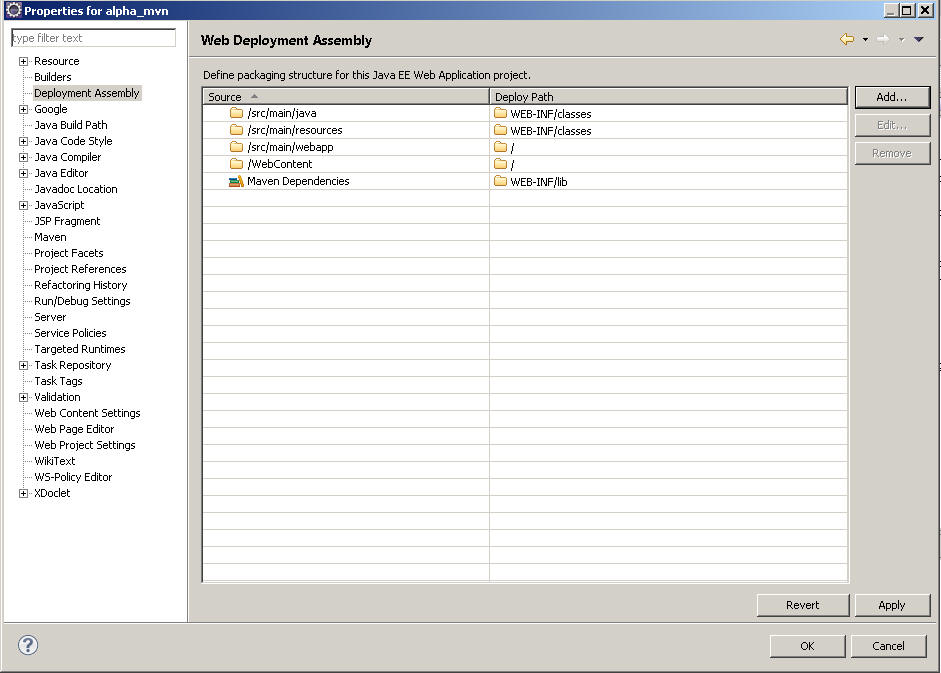 Properties for alpha_mvn
type filter text
Resource
Builders
Deployment Assembly
Google
Java Build Path
Java Code Style
Java Compiler
Java Editor
Javadoc Location
JavaScript
JSP Fragment
Maven
Project Facets
Project References
Refactoring History
Run/Debug Settings
Server
Service Policies
Targeted Runtimes
Task Repository
Task Tags
Validation
Web Content Settings
Web Page Editor
Web Project Settings
WikiText
WS-Policy Editor
XDoclet
Web Deployment Assembly
Define packaging structure for this Java EE Web Application project.
Source Deploy Path
/src/main/java WEB-INF/classes
/src/main/resources WEB-INF/classes
/src/main/webapp /
/WebContent /
Maven Dependencies WEB-INF/lib
Add...
Edit...
Remove
Revert Apply
OK Cancel